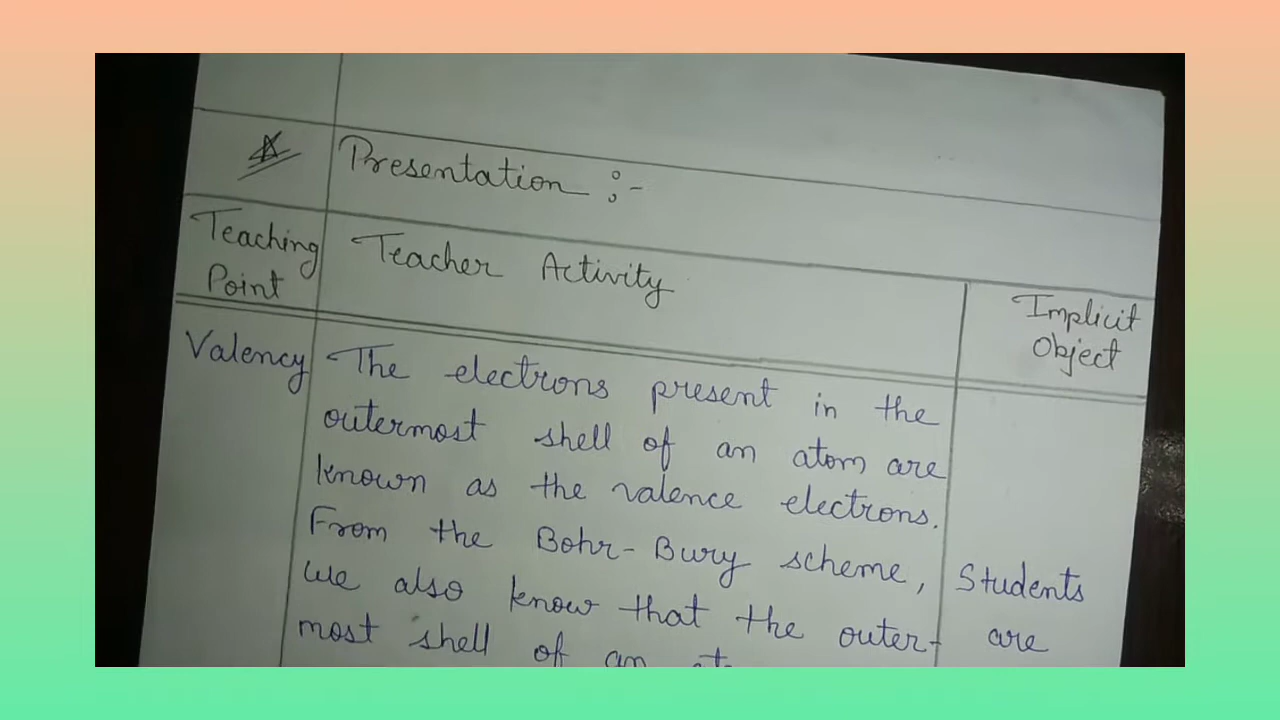 Presentation :-
Teaching Point
Teacher Activity
Implicit Object
Valency
The electrons present in the
outermost shell of an atom are
known as the valence electrons.
From the Bohr-Bury scheme,
we also know that the outer-
most shell of an
Students
are